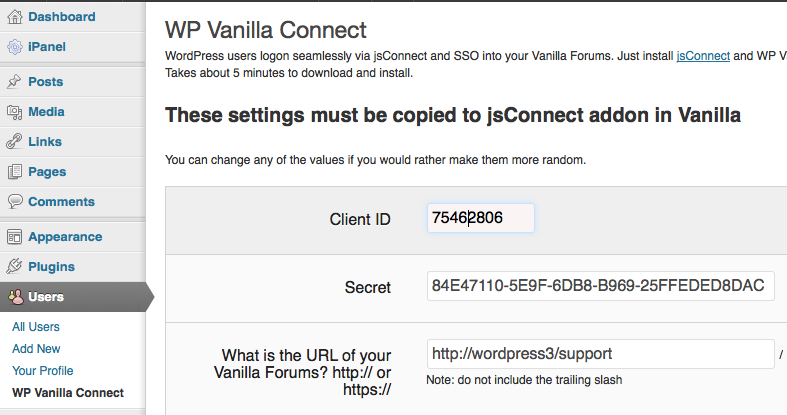 Dashboard
iPanel
Posts
Media
Links
Pages
Comments
Appearance
Plugins
Users
All Users
Add New
Your Profile
WP Vanilla Connect
WP Vanilla Connect
WordPress users logon seamlessly via jsConnect and SSO into your Vanilla Forums. Just install jsConnect and WP V
Takes about 5 minutes to download and install.
These settings must be copied to jsConnect addon in Vanilla
You can change any of the values if you would rather make them more random.
Client ID 75462806
Secret 84E47110-5E9F-6DB8-B969-25FFEDED8DAC
What is the URL of your http://wordpress3/support /
Vanilla Forums? http:// or
https:// Note: do not include the trailing slash